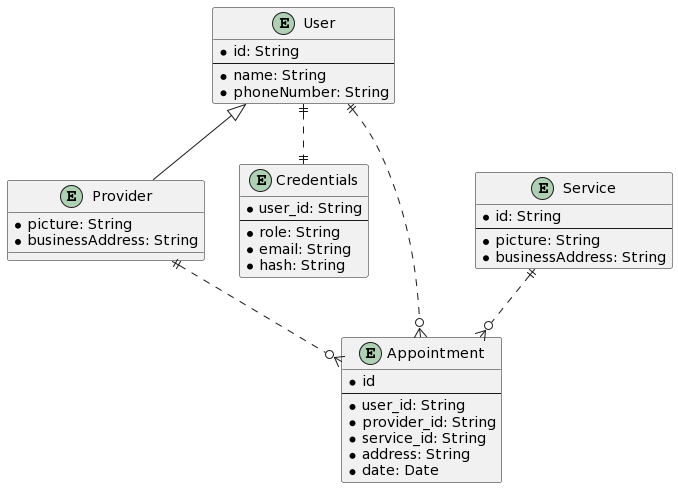 E User
* id: String
* name: String
* phoneNumber: String
E Provider
* picture: String
* businessAddress: String
E Credentials
* user_id: String
* role: String
* email: String
* hash: String
E Service
* id: String
* picture: String
* businessAddress: String
E Appointment
* id
* user_id: String
* provider_id: String
* service_id: String
* address: String
* date: Date